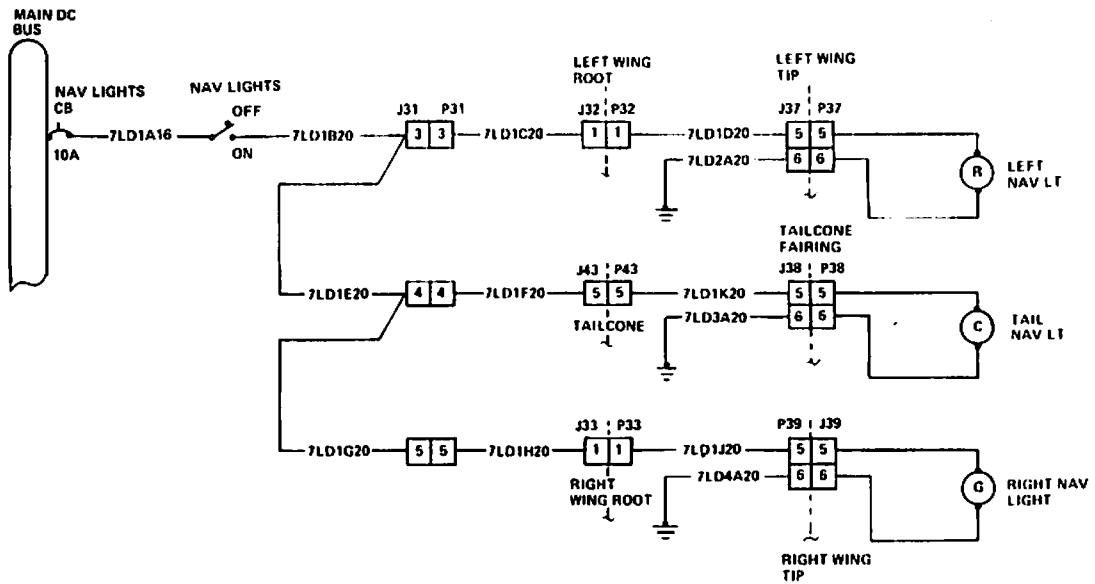 MAIN DC
BUS
NAV LIGHTS
CB
10A
7LD1A16
NAV LIGHTS
OFF
ON
7LD1B20
J31 P31
3 3
7LD1C20
LEFT WING
ROOT
J32 P32
1 1
7LD1D20
7LD2A20
LEFT WING
TIP
J37 P37
5 5
6 6
R
LEFT
NAV LT
7LD1E20
4 4
7LD1F20
J43 P43
5 5
TAILCONE
7LD1K20
7LD3A20
TAILCONE
FAIRING
J38 P38
5 5
6 6
C
TAIL
NAV LT
7LD1G20
5 5
7LD1H20
J33 P33
1 1
RIGHT
WING ROOT
7LD1J20
7LD4A20
P39 J39
5 5
6 6
RIGHT WING
TIP
G
RIGHT NAV
LIGHT